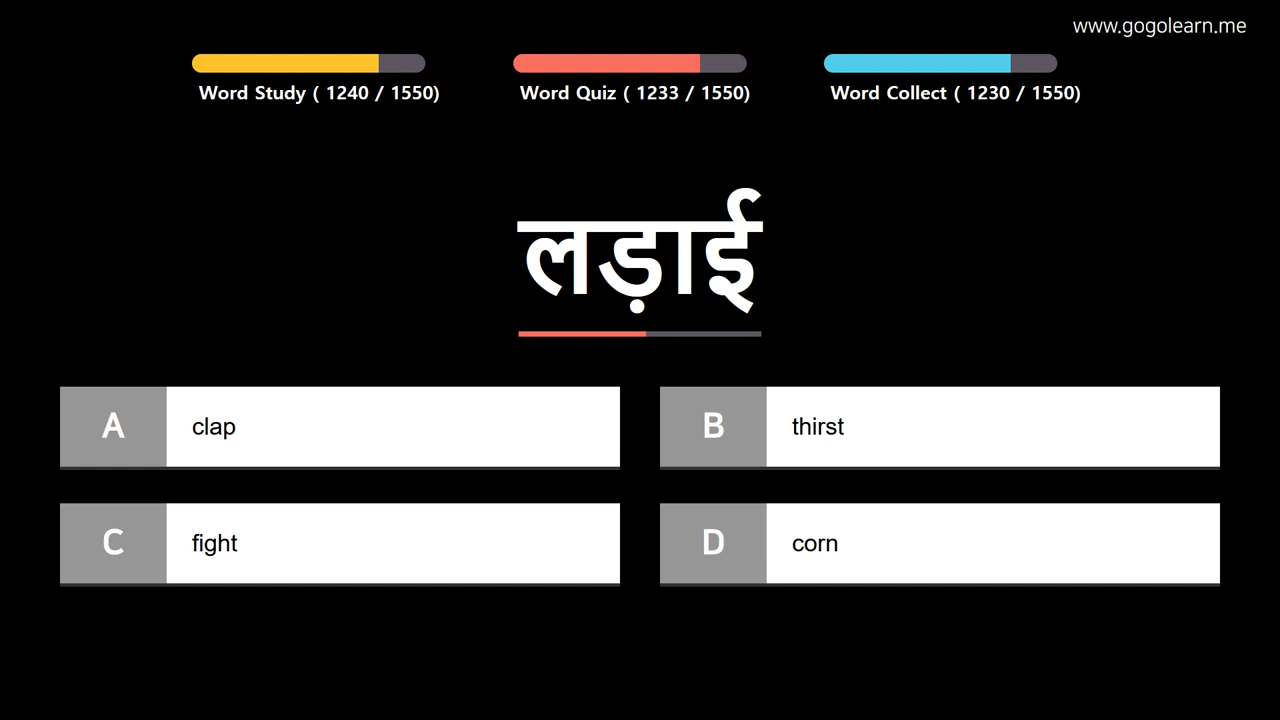 www.gogolearn.me
Word Study ( 1240 / 1550)
Word Quiz ( 1233 / 1550)
Word Collect ( 1230 / 1550)
लड़ाई
A clap
B thirst
C fight
D corn